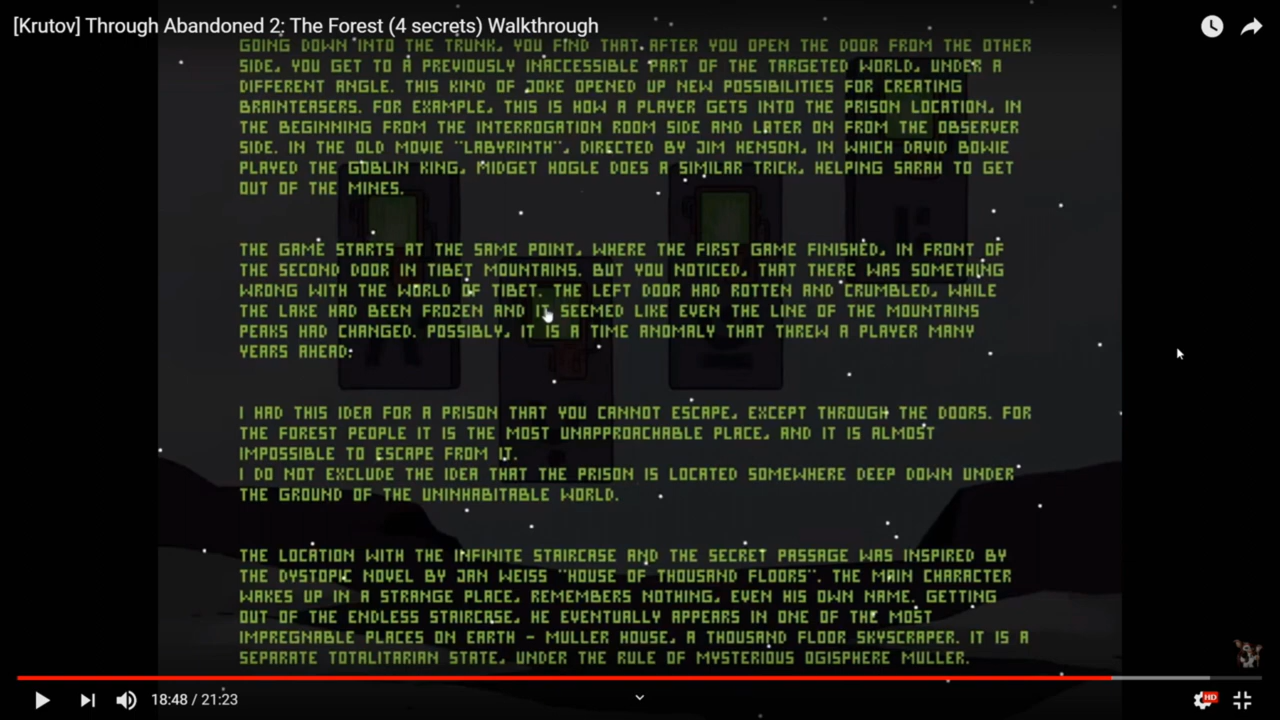 [Krutov] Through Abandoned 2: The Forest (4 secrets) Walkthrough
GOING DOWN INTO THE TRUNK, YOU FIND THAT AFTER YOU OPEN THE DOOR FROM THE OTHER
SIDE, YOU GET TO A PREVIOUSLY INACCESSIBLE PART OF THE TARGETED WORLD, UNDER A
DIFFERENT ANGLE. THIS KIND OF JOKE OPENED UP NEW POSSIBILITIES FOR CREATING
BRAINTEASERS. FOR EXAMPLE, THIS IS HOW A PLAYER GETS INTO THE PRISON LOCATION, IN
THE BEGINNING FROM THE INTERROGATION ROOM SIDE AND LATER ON FROM THE OBSERVER
SIDE. IN THE OLD MOVIE "LABYRINTH", DIRECTED BY JIM HENSON, IN WHICH DAVID BOWIE
PLAYED THE GOBLIN KING, MIDGET HOGLE DOES A SIMILAR TRICK, HELPING SARAH TO GET
OUT OF THE MINES.
THE GAME STARTS AT THE SAME POINT, WHERE THE FIRST GAME FINISHED, IN FRONT OF
THE SECOND DOOR IN TIBET MOUNTAINS. BUT YOU NOTICED, THAT THERE WAS SOMETHING
WRONG WITH THE WORLD OF TIBET. THE LEFT DOOR HAD ROTTEN AND CRUMBLED, WHILE
THE LAKE HAD BEEN FROZEN AND IT SEEMED LIKE EVEN THE LINE OF THE MOUNTAINS
PEAKS HAD CHANGED. POSSIBLY, IT IS A TIME ANOMALY THAT THREW A PLAYER MANY
YEARS AHEAD.
I HAD THIS IDEA FOR A PRISON THAT YOU CANNOT ESCAPE, EXCEPT THROUGH THE DOORS. FOR
THE FOREST PEOPLE IT IS THE MOST UNAPPROACHABLE PLACE, AND IT IS ALMOST
IMPOSSIBLE TO ESCAPE FROM IT.
I DO NOT EXCLUDE THE IDEA THAT THE PRISON IS LOCATED SOMEWHERE DEEP DOWN UNDER
THE GROUND OF THE UNINHABITABLE WORLD.
THE LOCATION WITH THE INFINITE STAIRCASE AND THE SECRET PASSAGE WAS INSPIRED BY
THE DYSTOPIC NOVEL BY JAN WEISS "HOUSE OF THOUSAND FLOORS". THE MAIN CHARACTER
WAKES UP IN A STRANGE PLACE, REMEMBERS NOTHING, EVEN HIS OWN NAME. GETTING
OUT OF THE ENDLESS STAIRCASE, HE EVENTUALLY APPEARS IN ONE OF THE MOST
IMPREGNABLE PLACES ON EARTH - MULLER HOUSE, A THOUSAND FLOOR SKYSCRAPER. IT IS A
SEPARATE TOTALITARIAN STATE, UNDER THE RULE OF MYSTERIOUS OGISPHERE MULLER.
18:48 / 21:23
HD